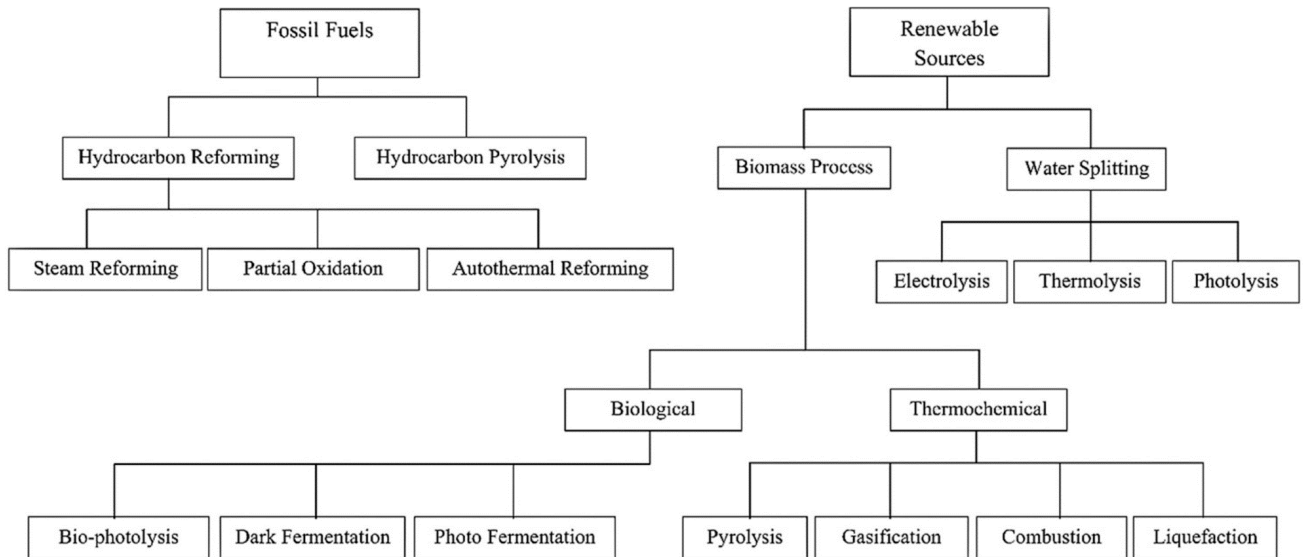 Fossil Fuels
Renewable
Sources
Hydrocarbon Reforming
Hydrocarbon Pyrolysis
Biomass Process
Water Splitting
Steam Reforming
Partial Oxidation
Autothermal Reforming
Electrolysis
Thermolysis
Photolysis
Biological
Thermochemical
Bio-photolysis
Dark Fermentation
Photo Fermentation
Pyrolysis
Gasification
Combustion
Liquefaction